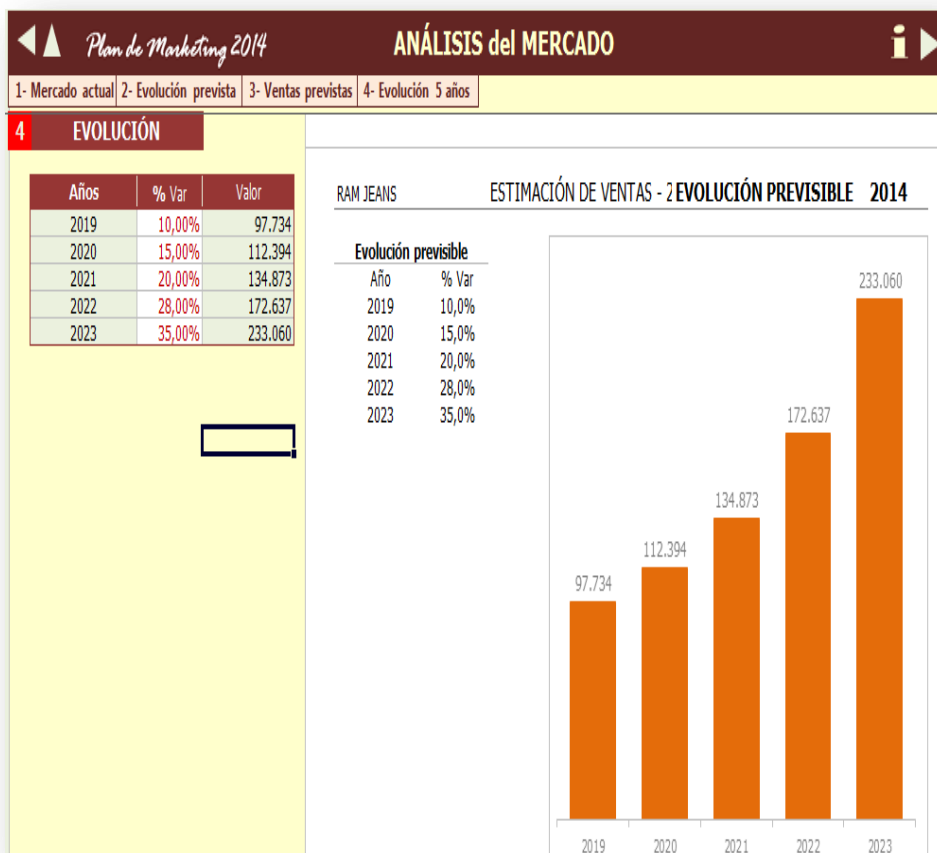 Plan de Marketing 2014 ANÁLISIS del MERCADO i
1- Mercado actual 2- Evolución prevista 3- Ventas previstas 4- Evolución 5 años
4 EVOLUCIÓN
Años % Var Valor
2019 10,00% 97.734
2020 15,00% 112.394
2021 20,00% 134.873
2022 28,00% 172.637
2023 35,00% 233.060
RAM JEANS ESTIMACIÓN DE VENTAS - 2 EVOLUCIÓN PREVISIBLE 2014
Evolución previsible
Año % Var
2019 10,0%
2020 15,0%
2021 20,0%
2022 28,0%
2023 35,0%
233.060
172.637
134.873
112.394
97.734
2019 2020 2021 2022 2023